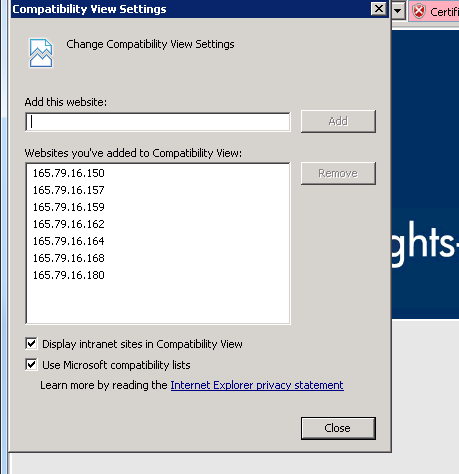 Compatibility View Settings
Certifi
Change Compatibility View Settings
Add this website:
Add
Websites you've added to Compatibility View:
165.79.16.150
165.79.16.157
165.79.16.159
165.79.16.162
165.79.16.164
165.79.16.168
165.79.16.180
Remove
ghts-
Display intranet sites in Compatibility View
Use Microsoft compatibility lists
Learn more by reading the Internet Explorer privacy statement
Close